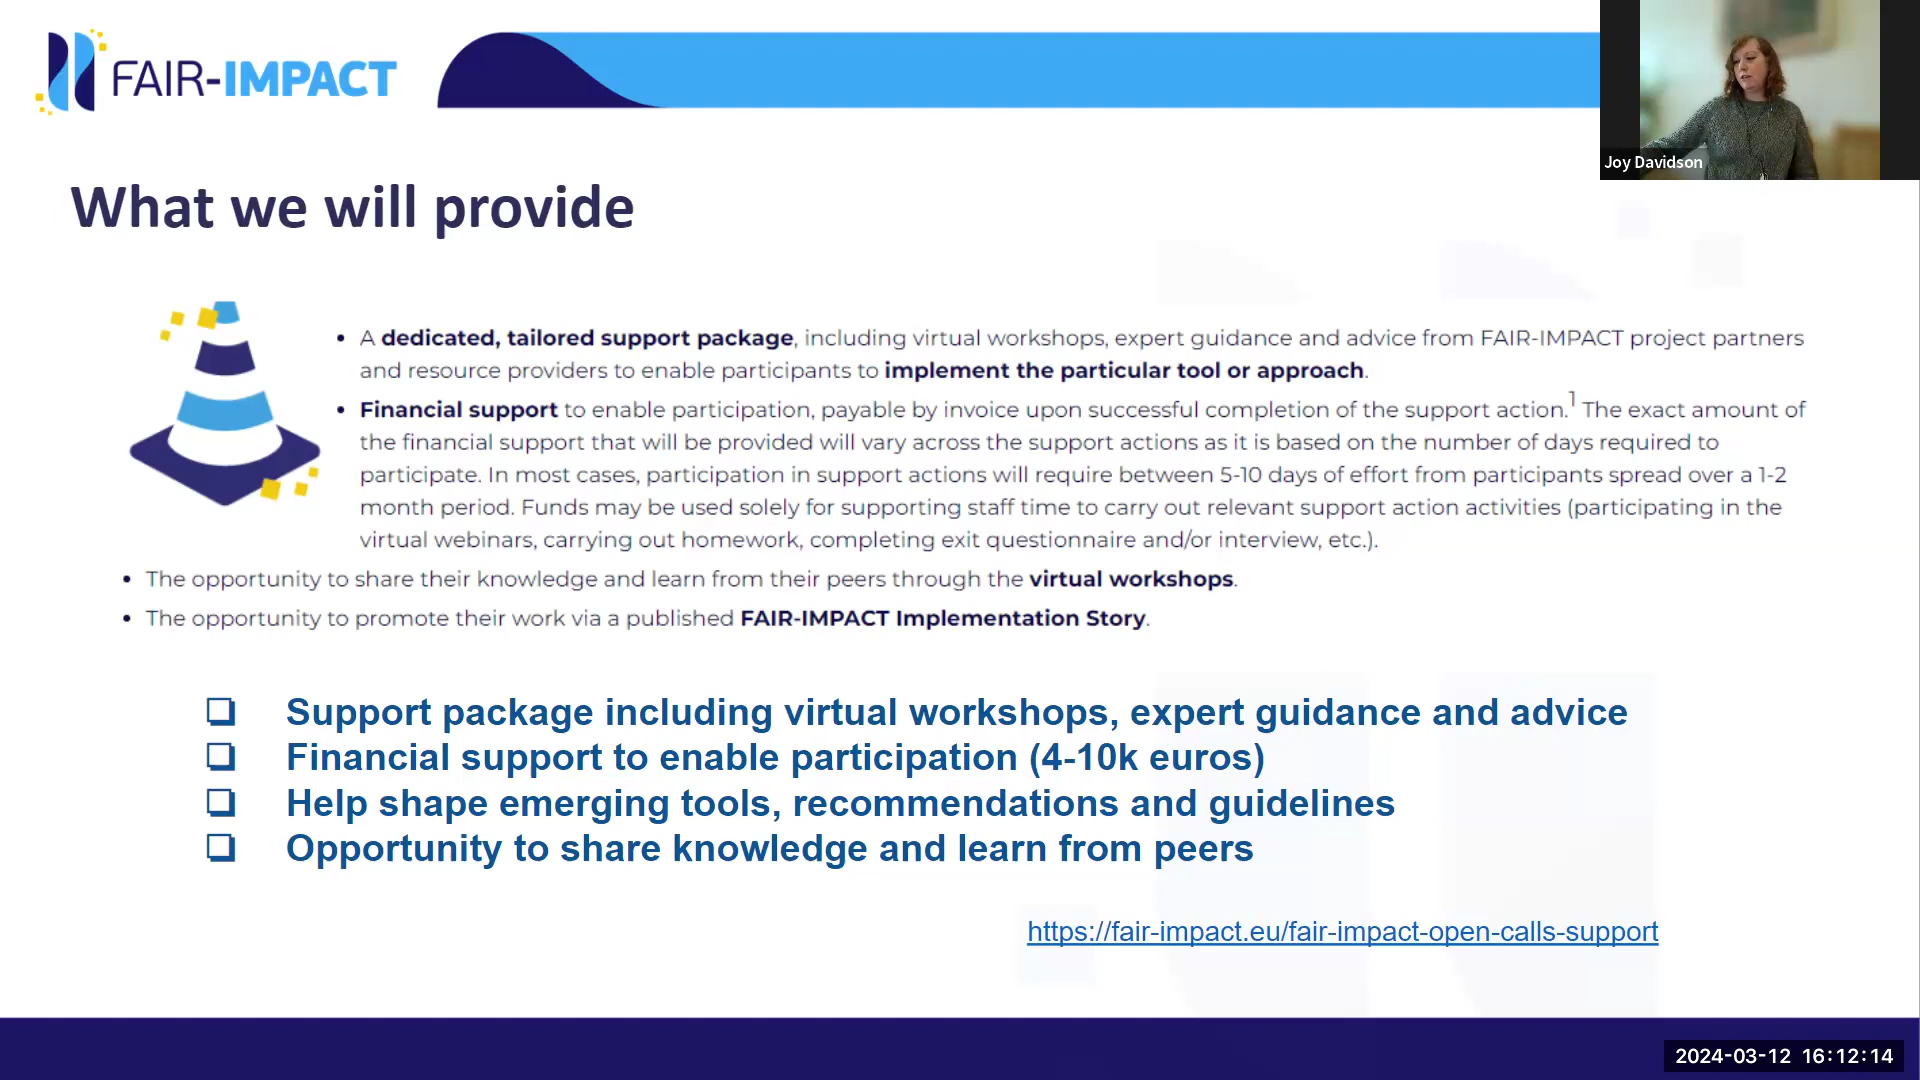 FAIR-IMPACT
Joy Davidson
What we will provide
• A dedicated, tailored support package, including virtual workshops, expert guidance and advice from FAIR-IMPACT project partners
and resource providers to enable participants to implement the particular tool or approach.
• Financial support to enable participation, payable by invoice upon successful completion of the support action.1 The exact amount of
the financial support that will be provided will vary across the support actions as it is based on the number of days required to
participate. In most cases, participation in support actions will require between 5-10 days of effort from participants spread over a 1-2
month period. Funds may be used solely for supporting staff time to carry out relevant support action activities (participating in the
virtual webinars, carrying out homework, completing exit questionnaire and/or interview, etc.).
• The opportunity to share their knowledge and learn from their peers through the virtual workshops.
• The opportunity to promote their work via a published FAIR-IMPACT Implementation Story.
❏ Support package including virtual workshops, expert guidance and advice
❏ Financial support to enable participation (4-10k euros)
❏ Help shape emerging tools, recommendations and guidelines
❏ Opportunity to share knowledge and learn from peers
https://fair-impact.eu/fair-impact-open-calls-support
2024-03-12 16:12:14